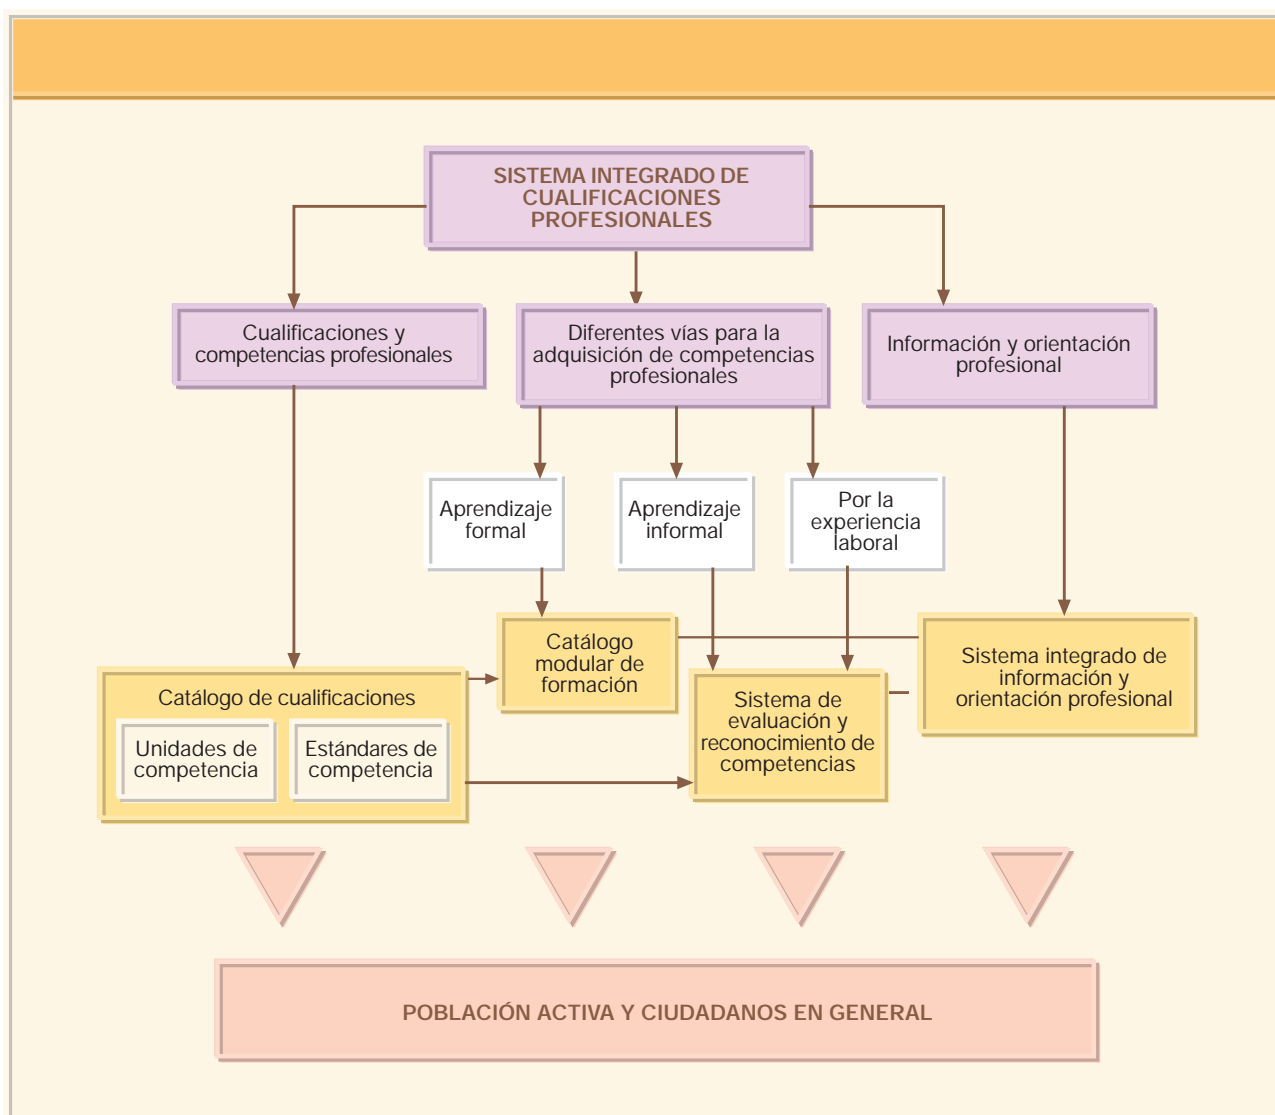 SISTEMA INTEGRADO DE
CUALIFICACIONES
PROFESIONALES
Cualificaciones y
competencias profesionales
Diferentes vías para la
adquisición de competencias
profesionales
Información y orientación
profesional
Aprendizaje
formal
Aprendizaje
informal
Por la
experiencia
laboral
Catálogo
modular de
formación
Sistema integrado de
información y
orientación profesional
Catálogo de cualificaciones
Unidades de
competencia
Estándares de
competencia
Sistema de
evaluación y
reconocimiento de
competencias
POBLACIÓN ACTIVA Y CIUDADANOS EN GENERAL